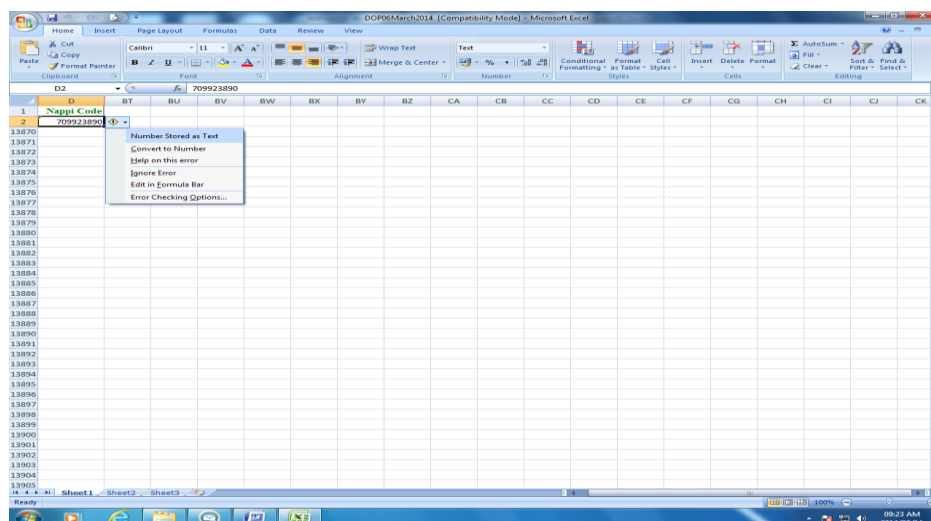 DOP06March2014 [Compatibility Mode] - Microsoft Excel
Home Insert Page Layout Formulas Data Review View
Paste
Cut
Copy
Format Painter
Clipboard
Calibri 11 A A
B I U A
Font
Wrap Text
Merge & Center
Alignment
Text
% ,
Number
Conditional Formatting
Format as Table
Cell Styles
Styles
Insert Delete Format
Cells
Σ AutoSum
Fill
Clear
Sort & Filter
Find & Select
Editing
D2 fx 709923890
D BT BU BV BW BX BY BZ CA CB CC CD CE CF CG CH CI CJ CK
1 Nappi Code
2 709923890
Number Stored as Text
Convert to Number
Help on this error
Ignore Error
Edit in Formula Bar
Error Checking Options...
13870
13871
13872
13873
13874
13875
13876
13877
13878
13879
13880
13881
13882
13883
13884
13885
13886
13887
13888
13889
13890
13891
13892
13893
13894
13895
13896
13897
13898
13899
13900
13901
13902
13903
13904
13905
Sheet1 Sheet2 Sheet3
Ready 100%
09:23 AM